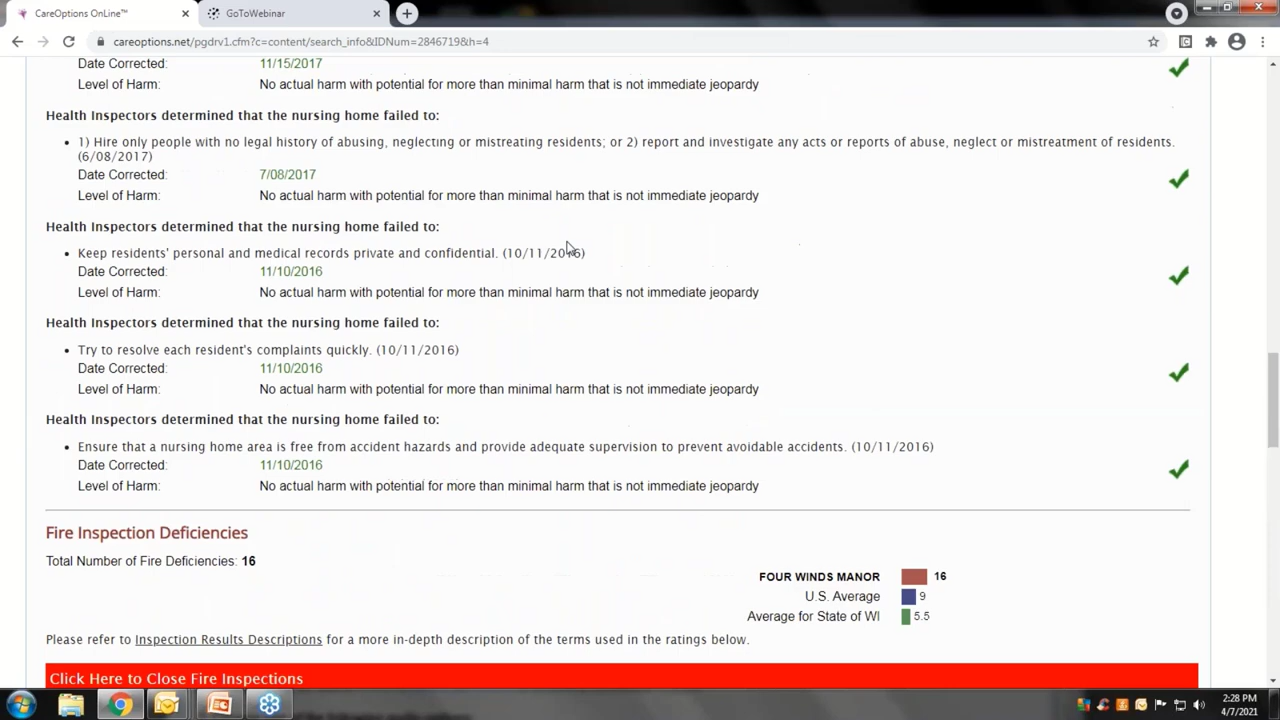 CareOptions OnLine™
GoToWebinar
careoptions.net/pgdrv1.cfm?c=content/search_info&IDNum=2846719&h=4
Date Corrected: 11/15/2017
Level of Harm: No actual harm with potential for more than minimal harm that is not immediate jeopardy
Health Inspectors determined that the nursing home failed to:
• 1) Hire only people with no legal history of abusing, neglecting or mistreating residents; or 2) report and investigate any acts or reports of abuse, neglect or mistreatment of residents.
(6/08/2017)
Date Corrected: 7/08/2017
Level of Harm: No actual harm with potential for more than minimal harm that is not immediate jeopardy
Health Inspectors determined that the nursing home failed to:
• Keep residents' personal and medical records private and confidential. (10/11/2016)
Date Corrected: 11/10/2016
Level of Harm: No actual harm with potential for more than minimal harm that is not immediate jeopardy
Health Inspectors determined that the nursing home failed to:
• Try to resolve each resident's complaints quickly. (10/11/2016)
Date Corrected: 11/10/2016
Level of Harm: No actual harm with potential for more than minimal harm that is not immediate jeopardy
Health Inspectors determined that the nursing home failed to:
• Ensure that a nursing home area is free from accident hazards and provide adequate supervision to prevent avoidable accidents. (10/11/2016)
Date Corrected: 11/10/2016
Level of Harm: No actual harm with potential for more than minimal harm that is not immediate jeopardy
Fire Inspection Deficiencies
Total Number of Fire Deficiencies: 16
FOUR WINDS MANOR 16
U.S. Average 9
Average for State of WI 5.5
Please refer to Inspection Results Descriptions for a more in-depth description of the terms used in the ratings below.
Click Here to Close Fire Inspections
2:28 PM
4/7/2021